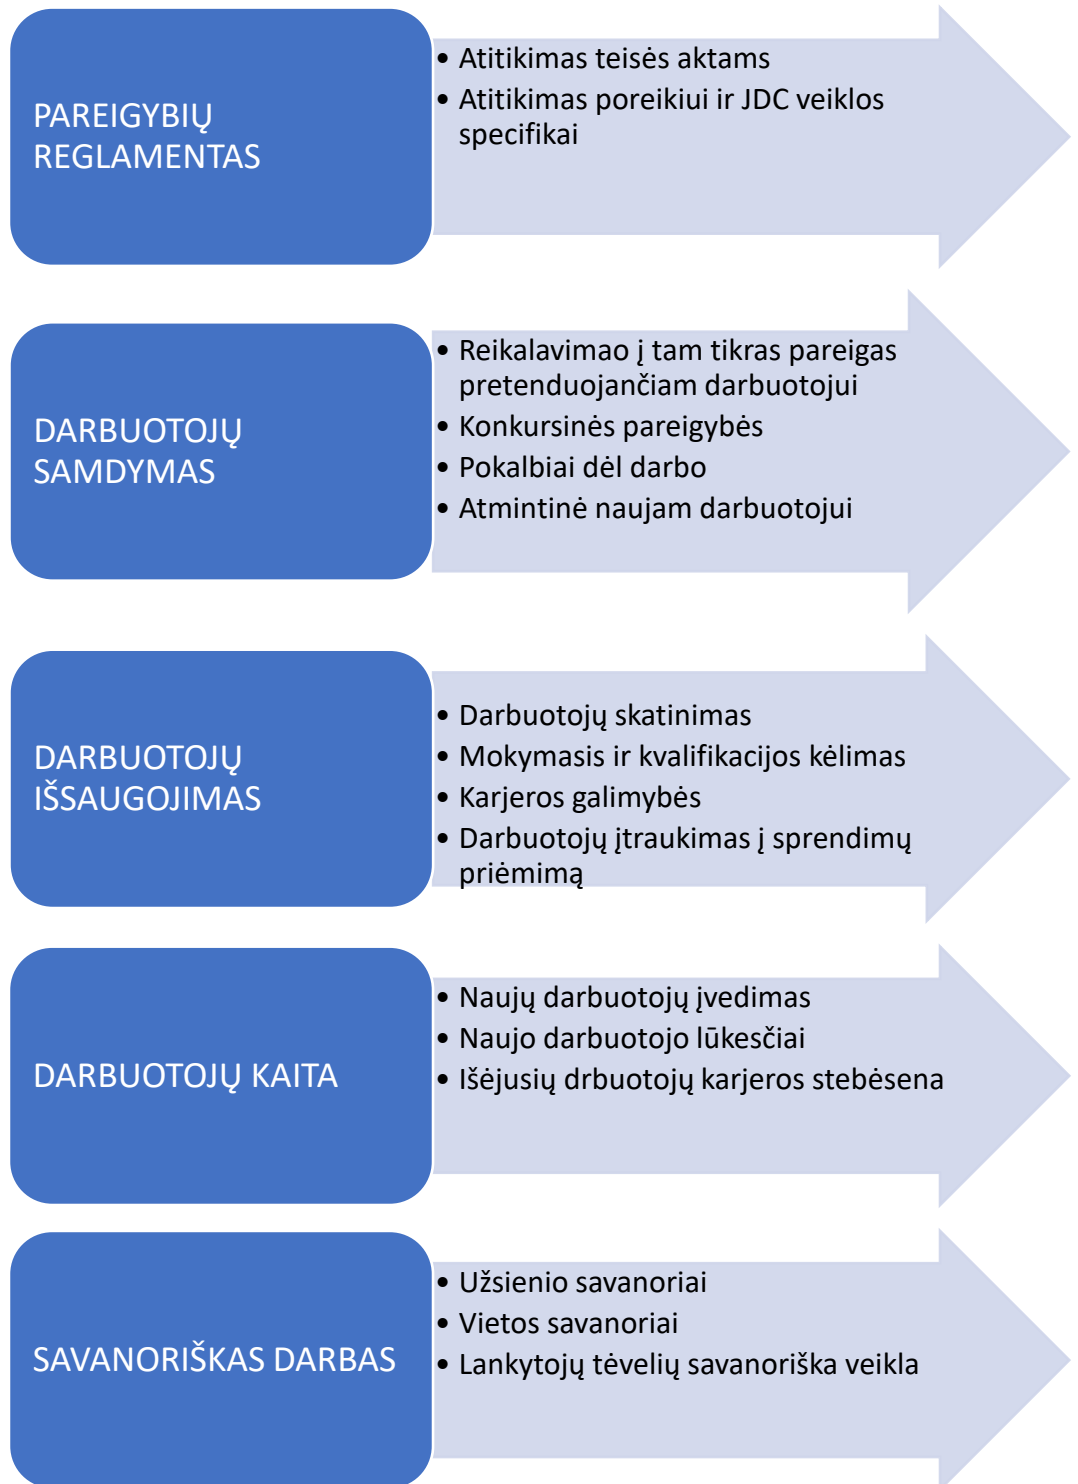 PAREIGYBIŲ
REGLAMENTAS
• Atitikimas teisės aktams
• Atitikimas poreikiui ir JDC veiklos
specifikai
DARBUOTOJŲ
SAMDYMAS
• Reikalavimao į tam tikras pareigas
pretenduojančiam darbuotojui
• Konkursinės pareigybės
• Pokalbiai dėl darbo
• Atmintinė naujam darbuotojui
DARBUOTOJŲ
IŠSAUGOJIMAS
• Darbuotojų skatinimas
• Mokymasis ir kvalifikacijos kėlimas
• Karjeros galimybės
• Darbuotojų įtraukimas į sprendimų
priėmimą
DARBUOTOJŲ KAITA
• Naujų darbuotojų įvedimas
• Naujo darbuotojo lūkesčiai
• Išėjusių drbuotojų karjeros stebėsena
SAVANORIŠKAS DARBAS
• Užsienio savanoriai
• Vietos savanoriai
• Lankytojų tėvelių savanoriška veikla